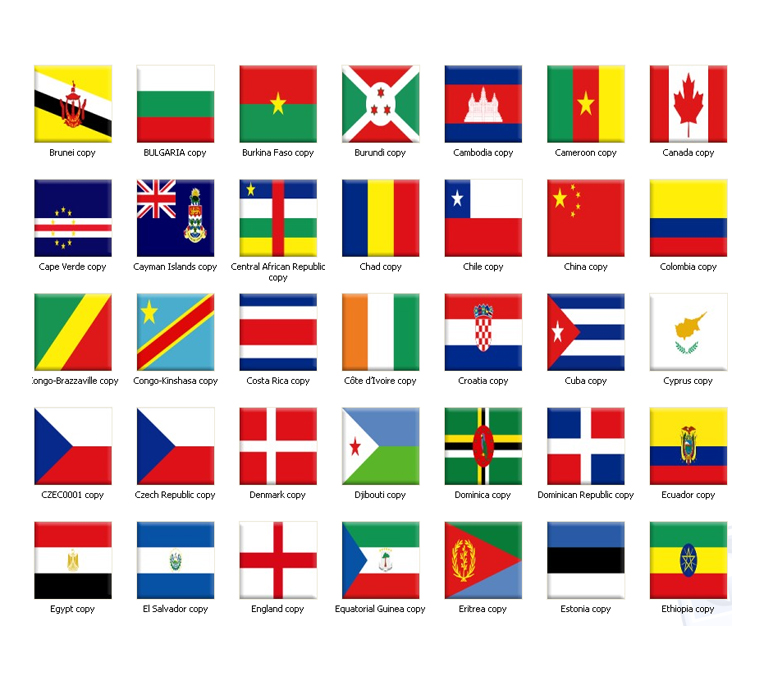 Brunei copy
BULGARIA copy
Burkina Faso copy
Burundi copy
Cambodia copy
Cameroon copy
Canada copy
Cape Verde copy
Cayman Islands copy
Central African Republic
copy
Chad copy
Chile copy
China copy
Colombia copy
ongo-Brazzaville copy
Congo-Kinshasa copy
Costa Rica copy
Côte d'Ivoire copy
Croatia copy
Cuba copy
Cyprus copy
CZEC0001 copy
Czech Republic copy
Denmark copy
Djibouti copy
Dominica copy
Dominican Republic copy
Ecuador copy
Egypt copy
El Salvador copy
England copy
Equatorial Guinea copy
Eritrea copy
Estonia copy
Ethiopia copy